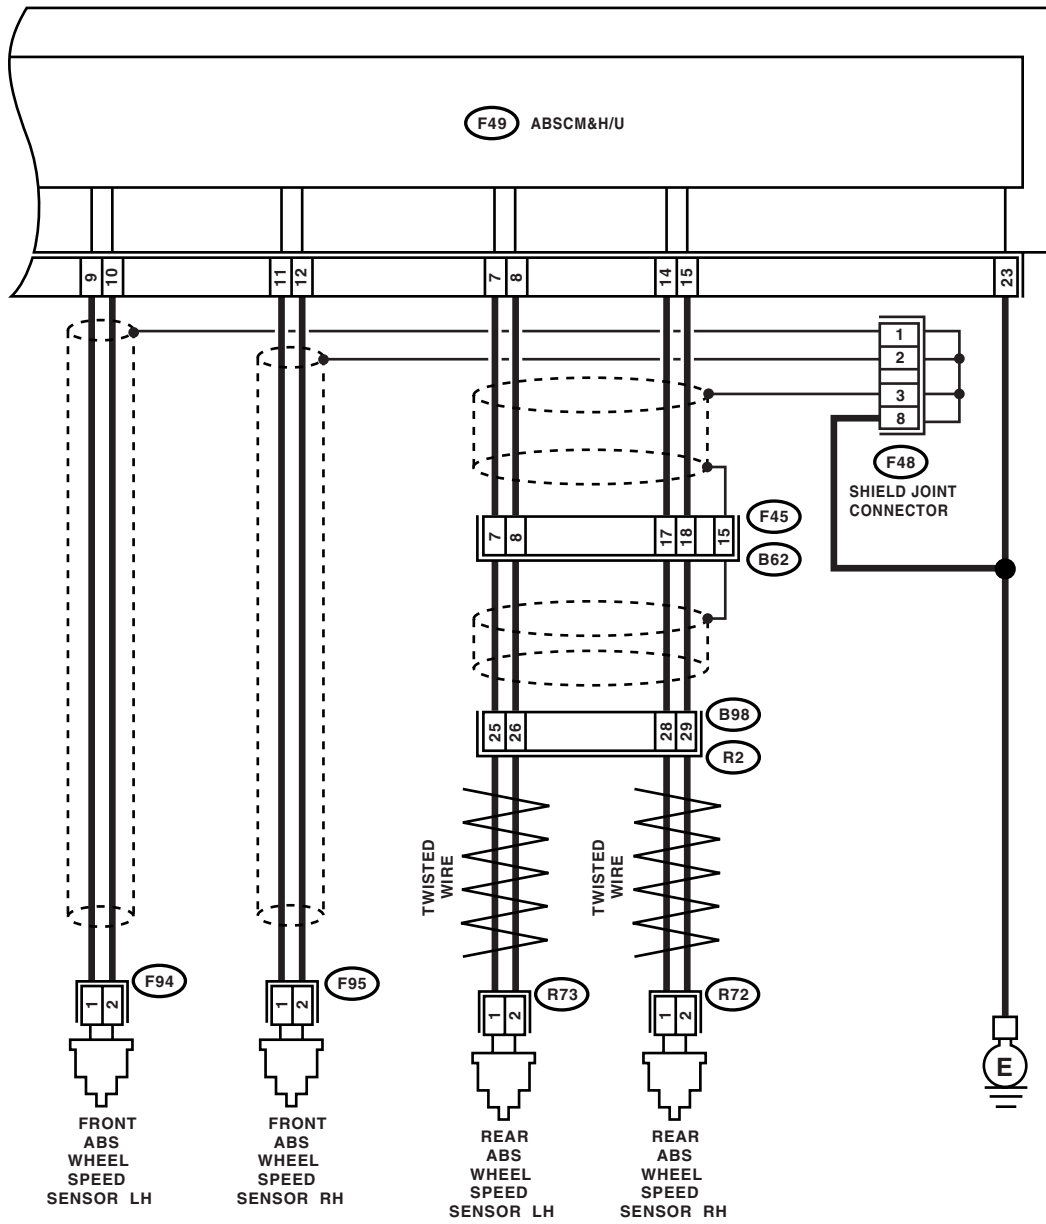 F49 ABSCM&H/U
9 10 11 12 7 8 14 15 23
1
2
3
8
F48
SHIELD JOINT
CONNECTOR
7 8 17 18 15
F45
B62
25 26 28 29
B98
R2
TWISTED
WIRE
TWISTED
WIRE
1 2 F94
1 2 F95
1 2 R73
1 2 R72
E
FRONT
ABS
WHEEL
SPEED
SENSOR LH
FRONT
ABS
WHEEL
SPEED
SENSOR RH
REAR
ABS
WHEEL
SPEED
SENSOR LH
REAR
ABS
WHEEL
SPEED
SENSOR RH